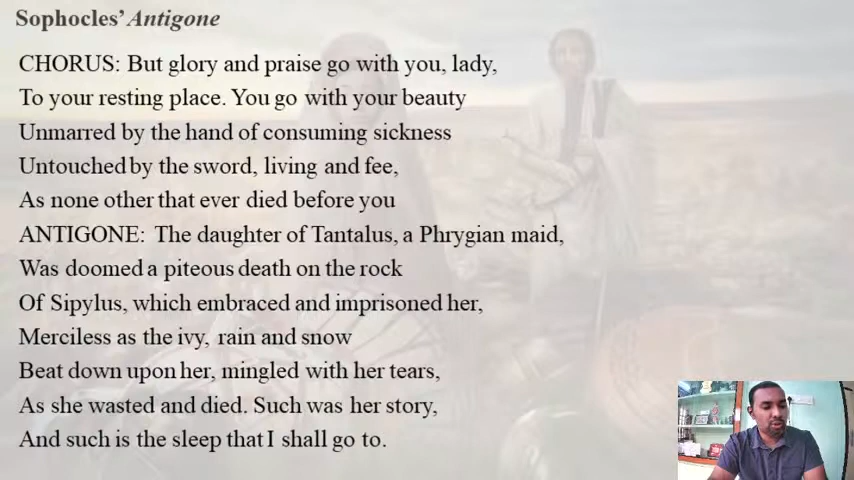 Sophocles' Antigone
CHORUS: But glory and praise go with you, lady,
To your resting place. You go with your beauty
Unmarred by the hand of consuming sickness
Untouched by the sword, living and fee,
As none other that ever died before you
ANTIGONE: The daughter of Tantalus, a Phrygian maid,
Was doomed a piteous death on the rock
Of Sipylus, which embraced and imprisoned her,
Merciless as the ivy, rain and snow
Beat down upon her, mingled with her tears,
As she wasted and died. Such was her story,
And such is the sleep that I shall go to.